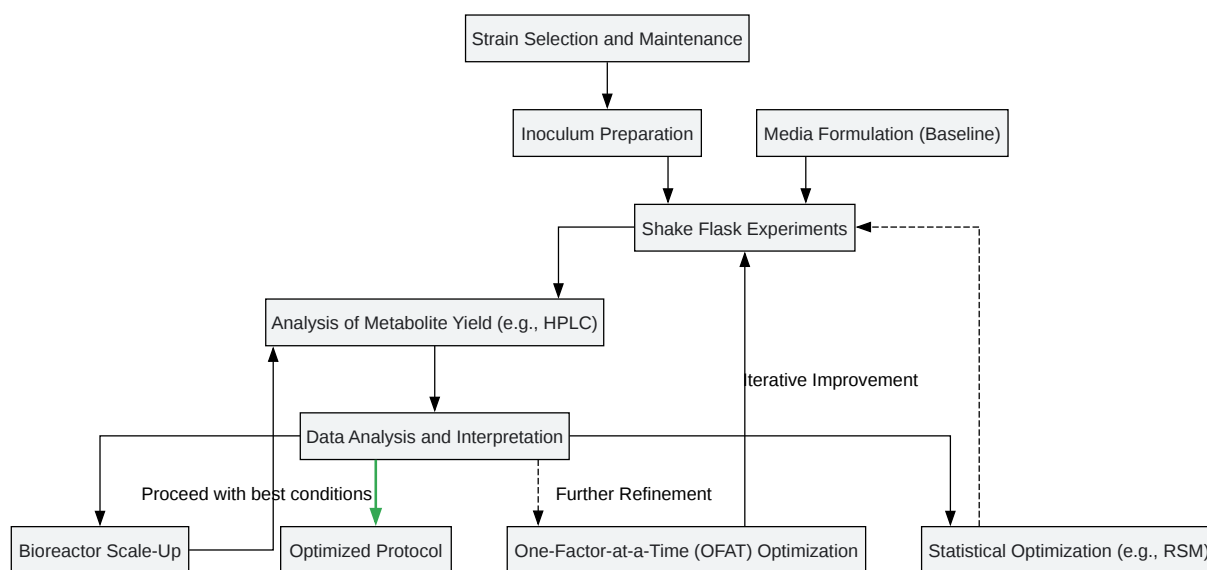 Strain Selection and Maintenance
Inoculum Preparation
Media Formulation (Baseline)
Shake Flask Experiments
Analysis of Metabolite Yield (e.g., HPLC)
Iterative Improvement
Data Analysis and Interpretation
Proceed with best conditions
Further Refinement
Bioreactor Scale-Up
Optimized Protocol
One-Factor-at-a-Time (OFAT) Optimization
Statistical Optimization (e.g., RSM)